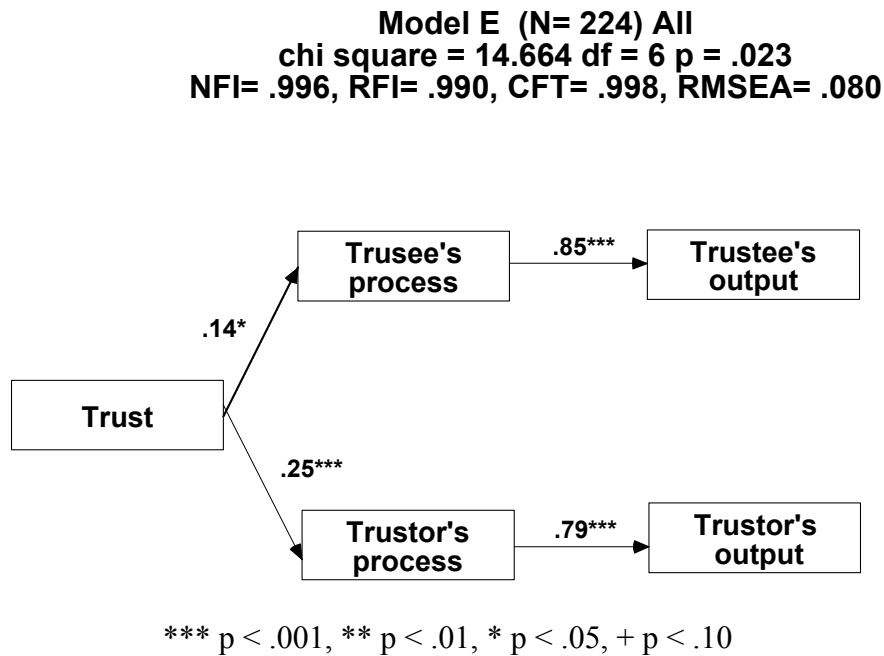 Model E (N= 224) All
chi square = 14.664 df = 6 p = .023
NFI= .996, RFI= .990, CFT= .998, RMSEA= .080
Trusee's
process
.85***
Trustee's
output
.14*
Trust
.25***
Trustor's
process
.79***
Trustor's
output
*** p < .001, ** p < .01, * p < .05, + p < .10